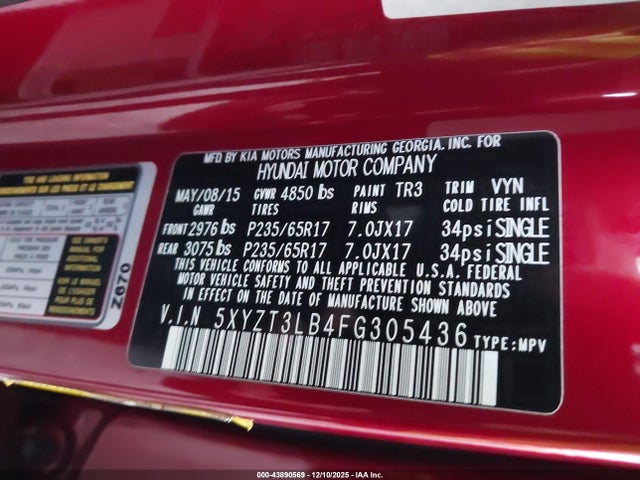 MFD. BY KIA MOTORS MANUFACTURING GEORGIA. INC. FOR
HYUNDAI MOTOR COMPANY
MAY/08/15 GVWR 4850 lbs PAINT TR3 TRIM VYN
GAWR TIRES RIMS COLD TIRE INFL
FRONT 2976 lbs P235/65R17 7.0JX17 34psi SINGLE
REAR 3075 lbs P235/65R17 7.0JX17 34psi SINGLE
THIS VEHICLE CONFORMS TO ALL APPLICABLE U.S.A. FEDERAL
MOTOR VEHICLE SAFETY AND THEFT PREVENTION STANDARDS
IN EFFECT ON THE DATE OF MANUFACTURE SHOWN ABOVE.
V.I.N 5XYZT3LB4FG305436 TYPE:MPV
Z670
000-43890569 - 12/10/2025 - IAA Inc.